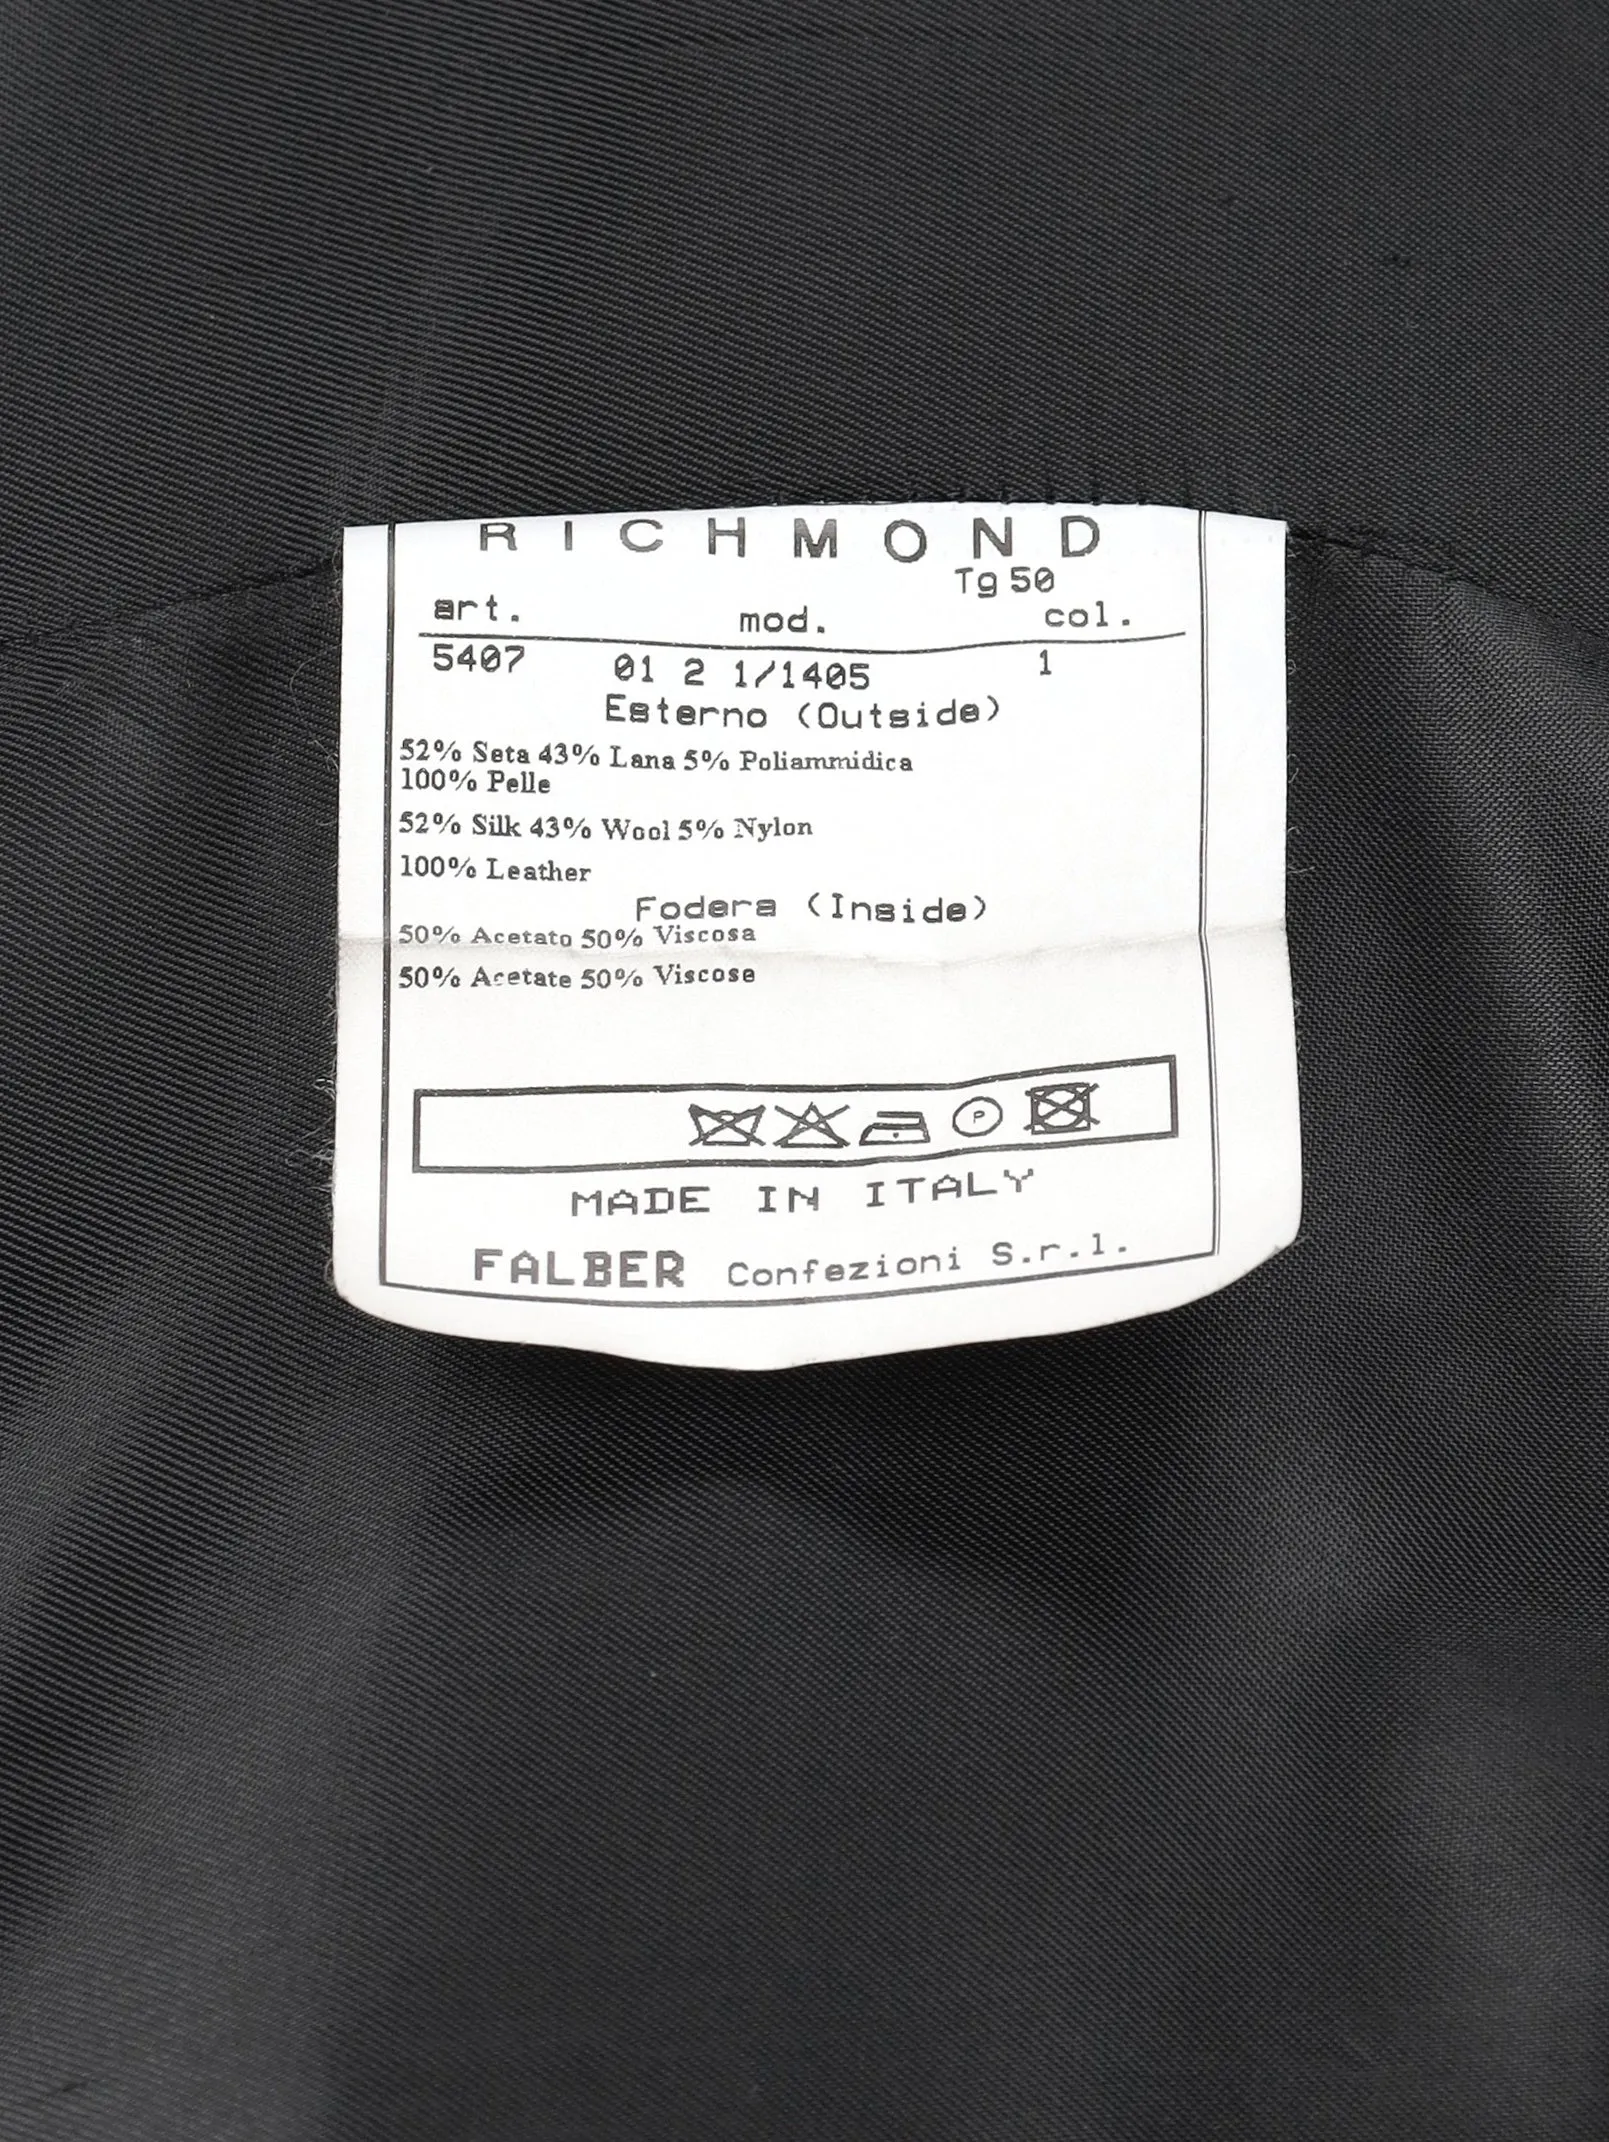 RICHMOND
Tg 50
art. mod. col.
5407 01 2 1/1405 1
Esterno (Outside)
52% Seta 43% Lana 5% Poliammidica
100% Pelle
52% Silk 43% Wool 5% Nylon
100% Leather
Fodera (Inside)
50% Acetato 50% Viscosa
50% Acetate 50% Viscose
P
MADE IN ITALY
FALBER Confezioni S.r.l.